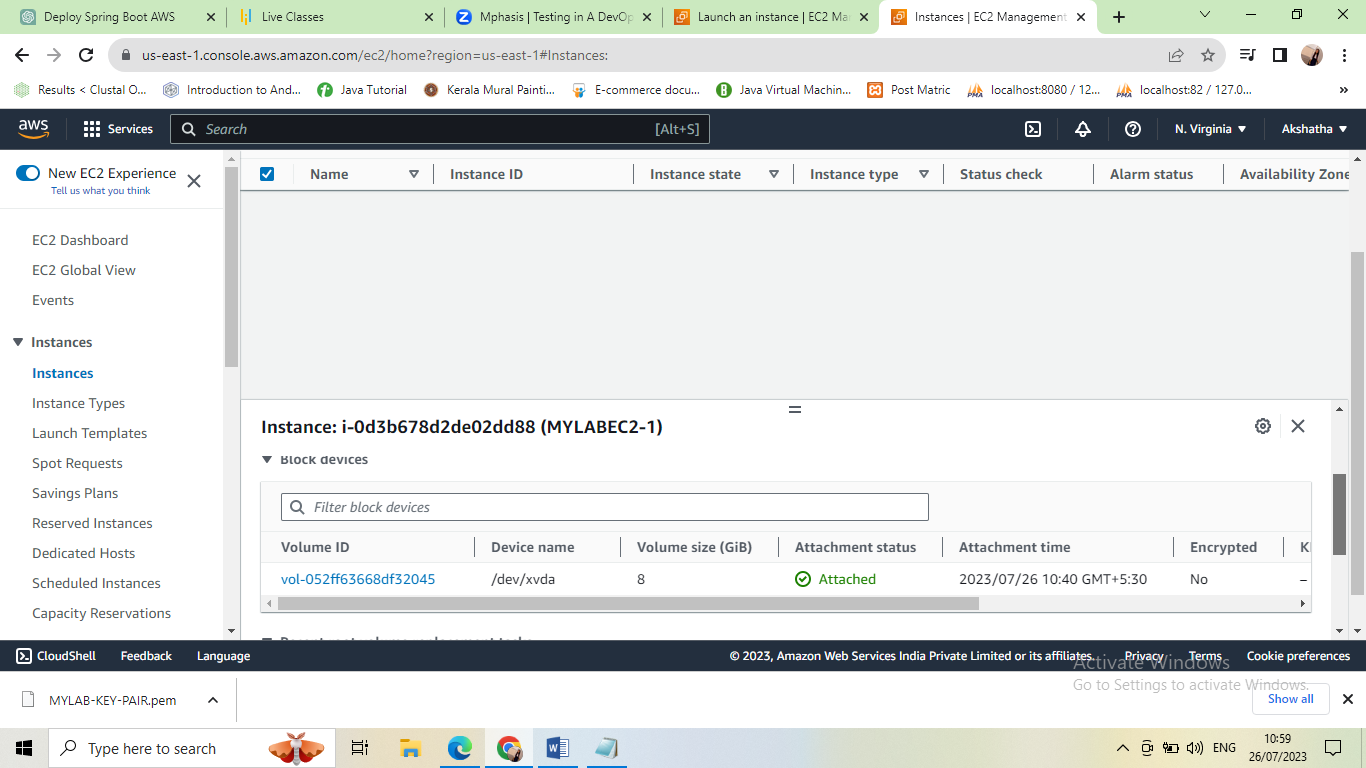 Deploy Spring Boot AWS
Live Classes
Mphasis | Testing in A DevOp
Launch an instance | EC2 Ma
Instances | EC2 Management
us-east-1.console.aws.amazon.com/ec2/home?region=us-east-1#Instances:
Results < Clustal O...
Introduction to And...
Java Tutorial
Kerala Mural Painti...
E-commerce docu...
Java Virtual Machin...
Post Matric
localhost:8080 / 12...
localhost:82 / 127.0...
»
aws
Services
Search
[Alt+S]
N. Virginia
Akshatha
New EC2 Experience
Tell us what you think
EC2 Dashboard
EC2 Global View
Events
Instances
Instances
Instance Types
Launch Templates
Spot Requests
Savings Plans
Reserved Instances
Dedicated Hosts
Scheduled Instances
Capacity Reservations
Name
Instance ID
Instance state
Instance type
Status check
Alarm status
Availability Zone
Instance: i-0d3b678d2de02dd88 (MYLABEC2-1)
Block devices
Filter block devices
Volume ID
Device name
Volume size (GiB)
Attachment status
Attachment time
Encrypted
vol-052ff63668df32045
/dev/xvda
8
Attached
2023/07/26 10:40 GMT+5:30
No
–
CloudShell
Feedback
Language
© 2023, Amazon Web Services India Private Limited or its affiliates.
Privacy
Terms
Cookie preferences
Activate Windows
Go to Settings to activate Windows.
MYLAB-KEY-PAIR.pem
Show all
Type here to search
ENG
10:59
26/07/2023